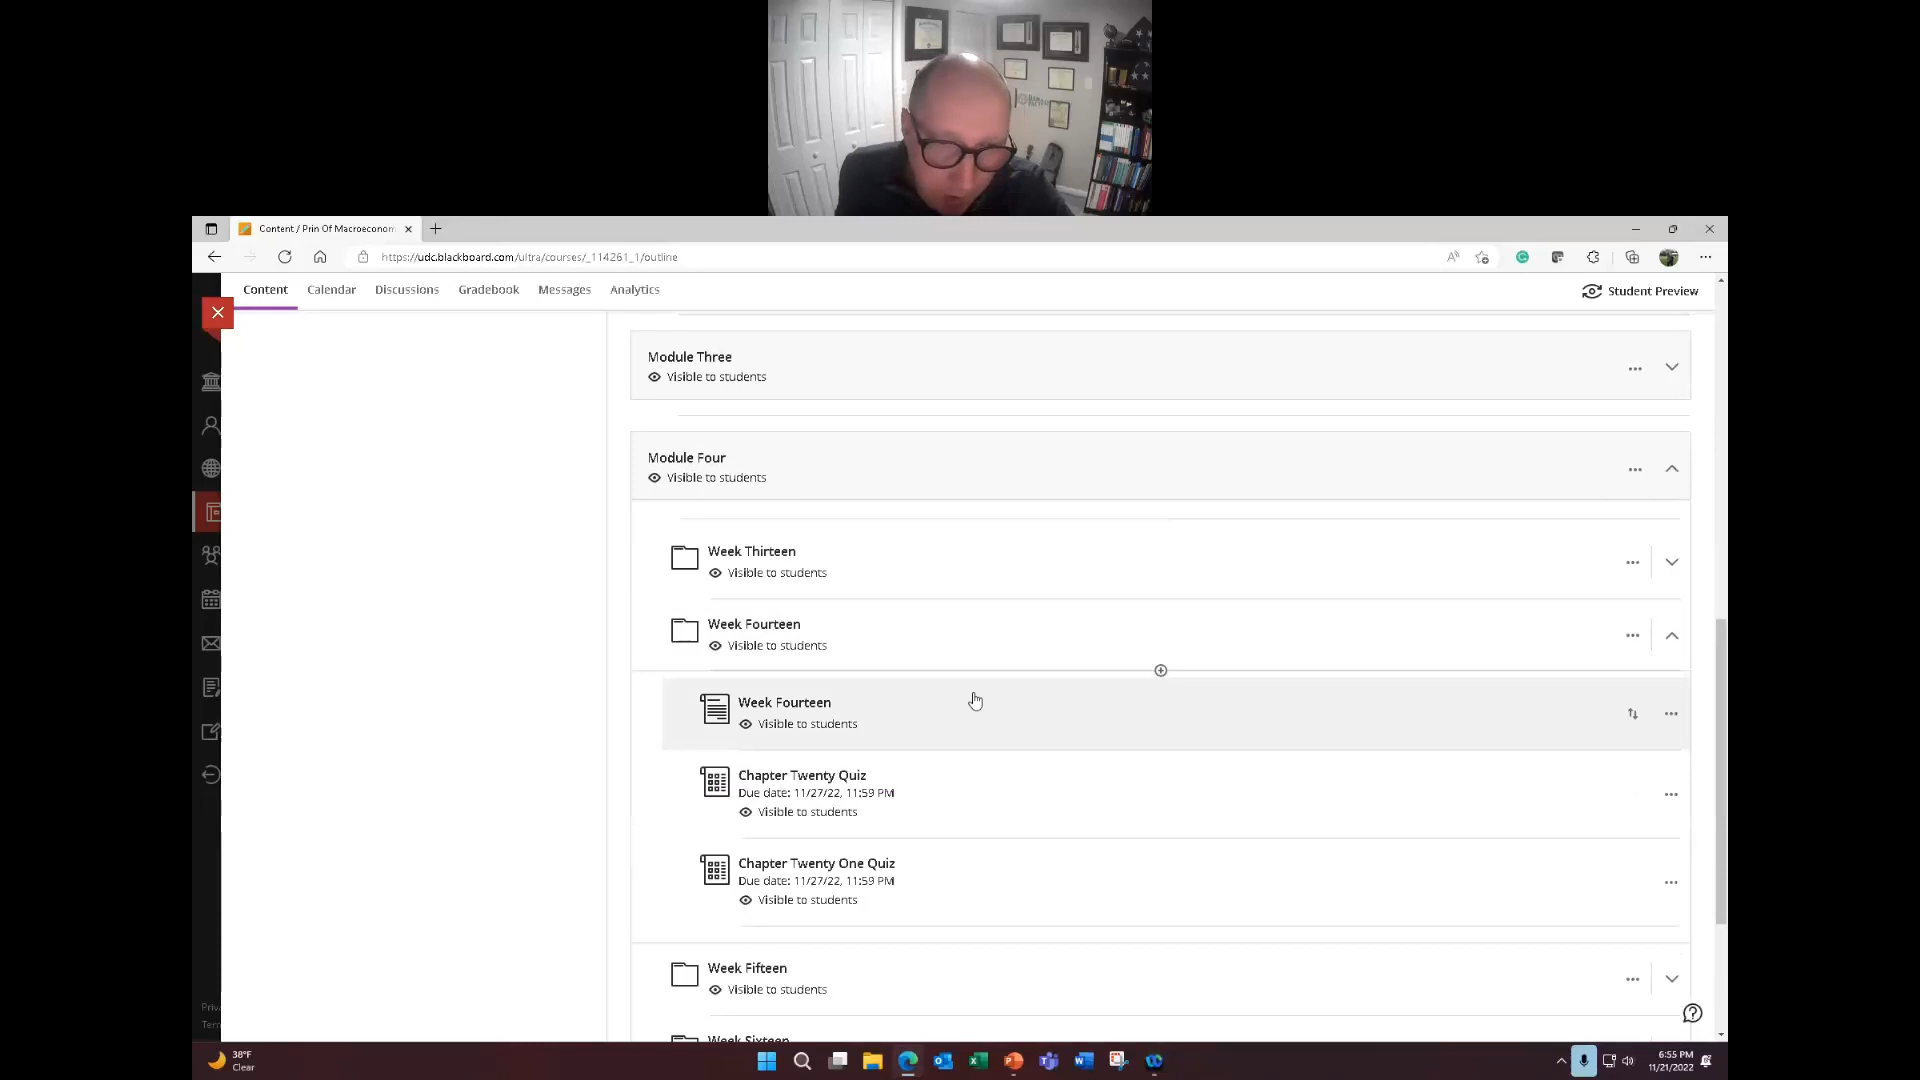 Content / Prin Of Macroeconom
https://udc.blackboard.com/ultra/courses/_114261_1/outline
Content
Calendar
Discussions
Gradebook
Messages
Analytics
Student Preview
Module Three
Visible to students
Module Four
Visible to students
Week Thirteen
Visible to students
Week Fourteen
Visible to students
Week Fourteen
Visible to students
Chapter Twenty Quiz
Due date: 11/27/22, 11:59 PM
Visible to students
Chapter Twenty One Quiz
Due date: 11/27/22, 11:59 PM
Visible to students
Week Fifteen
Visible to students
Week Sixteen
Priva
Term
38°F
Clear
6:55 PM
11/21/2022